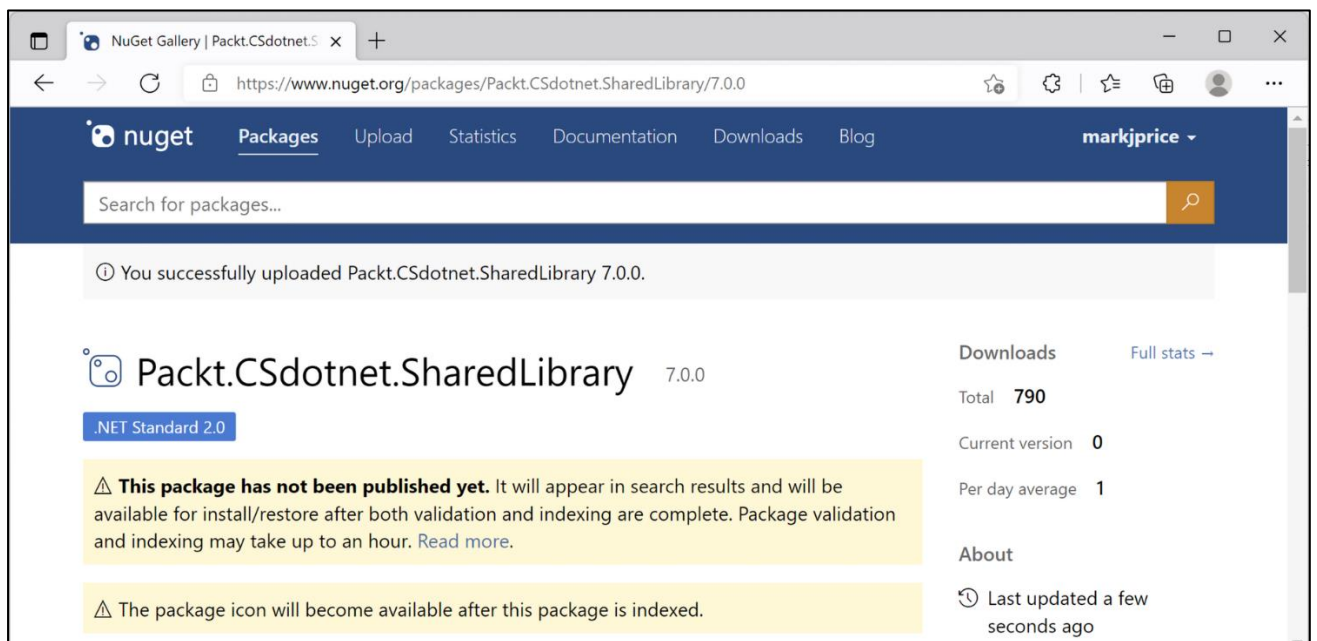 NuGet Gallery | Packt.CSdotnet.S
https://www.nuget.org/packages/Packt.CSdotnet.SharedLibrary/7.0.0
nuget Packages Upload Statistics Documentation Downloads Blog markjprice
Search for packages...
You successfully uploaded Packt.CSdotnet.SharedLibrary 7.0.0.
Packt.CSdotnet.SharedLibrary 7.0.0
.NET Standard 2.0
This package has not been published yet. It will appear in search results and will be
available for install/restore after both validation and indexing are complete. Package validation
and indexing may take up to an hour. Read more.
The package icon will become available after this package is indexed.
Downloads Full stats →
Total 790
Current version 0
Per day average 1
About
Last updated a few
seconds ago